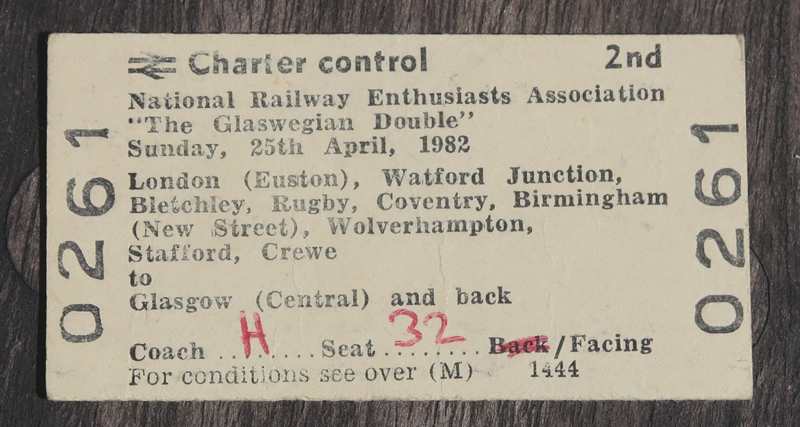 Charter control 2nd
National Railway Enthusiasts Association
"The Glaswegian Double"
Sunday, 25th April, 1982
London (Euston), Watford Junction,
Bletchley, Rugby, Coventry, Birmingham
(New Street), Wolverhampton,
Stafford, Crewe
to
Glasgow (Central) and back
Coach ..H...... Seat ..32...... Back/Facing
For conditions see over (M) 1444
0261
0261